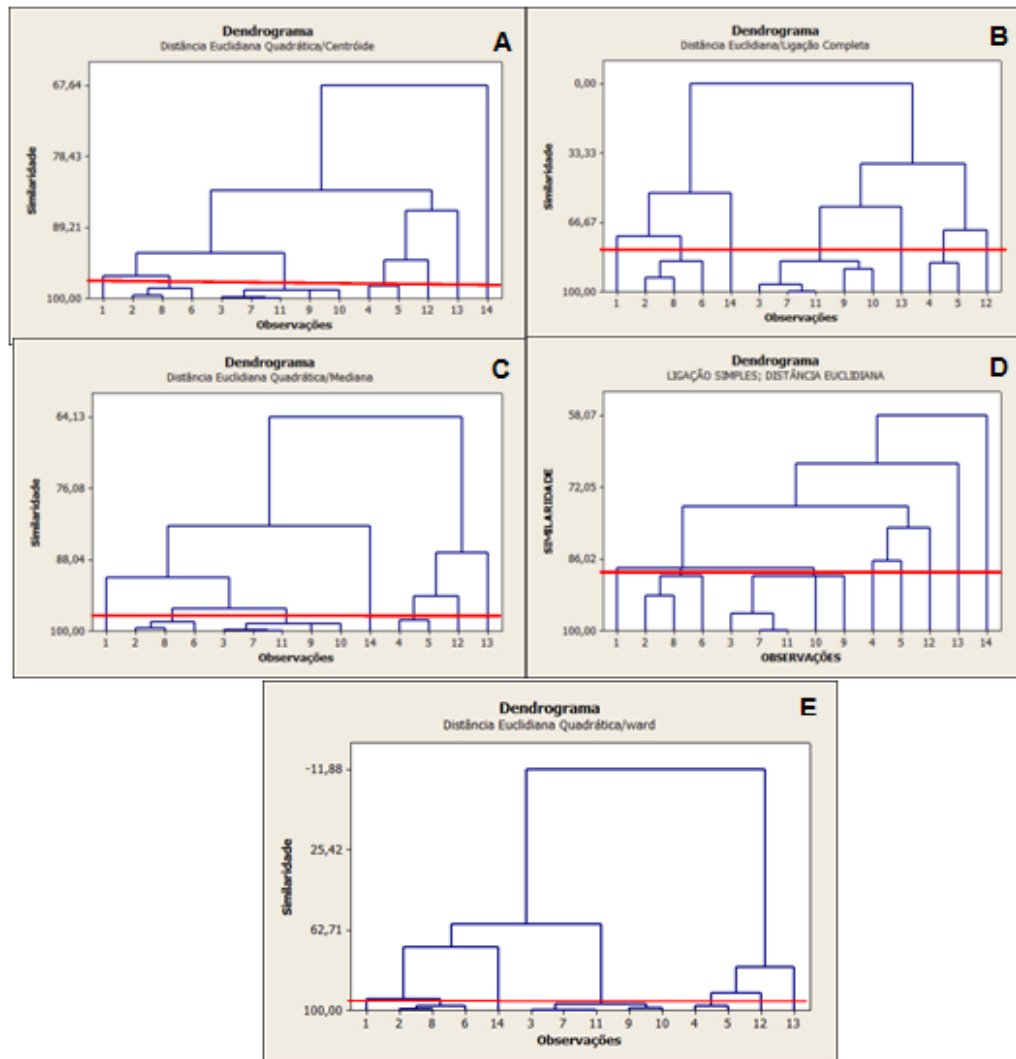 Dendrograma
A
Distância Euclidiana Quadrática/Centróide
Similaridade
67,64
78,43
89,21
100,00
1 2 8 6 3 7 11 9 10 4 5 12 13 14
Observações
Dendrograma
B
Distância Euclidiana/Ligação Completa
Similaridade
0,00
33,33
66,67
100,00
1 2 8 6 14 3 7 11 9 10 13 4 5 12
Observações
Dendrograma
C
Distância Euclidiana Quadrática/Mediana
Similaridade
64,13
76,08
88,04
100,00
1 2 8 6 3 7 11 9 10 14 4 5 12 13
Observações
Dendrograma
D
LIGAÇÃO SIMPLES; DISTÂNCIA EUCLIDIANA
SIMILARIDADE
58,07
72,05
86,02
100,00
1 2 8 6 3 7 11 10 9 4 5 12 13 14
OBSERVAÇÕES
Dendrograma
E
Distância Euclidiana Quadrática/ward
Similaridade
-11,88
25,42
62,71
100,00
1 2 8 6 14 3 7 11 9 10 4 5 12 13
Observações